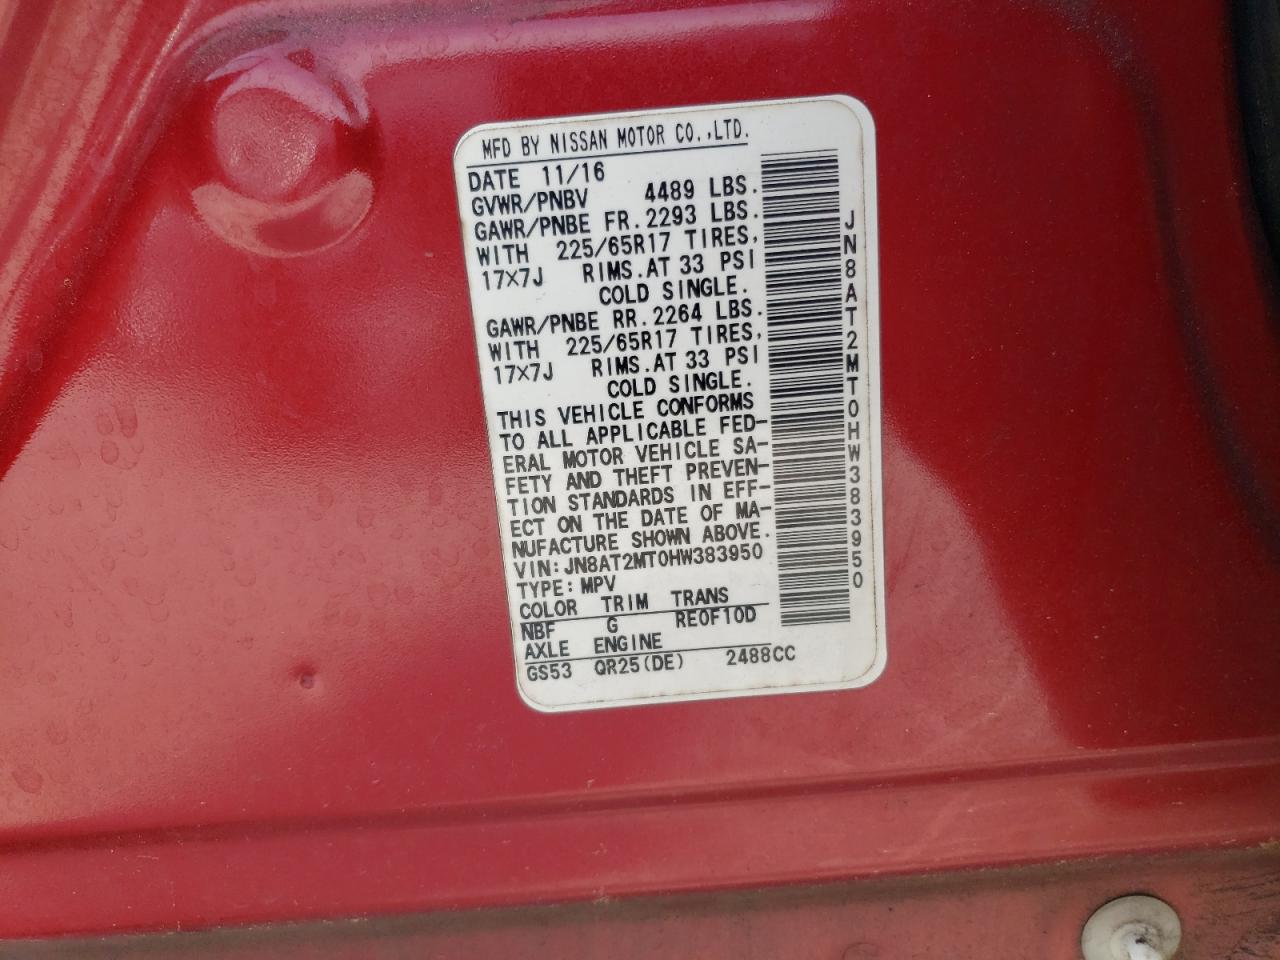 MFD BY NISSAN MOTOR CO.,LTD.
DATE 11/16
GVWR/PNBV 4489 LBS.
GAWR/PNBE FR.2293 LBS.
WITH 225/65R17 TIRES,
17X7J RIMS.AT 33 PSI
COLD SINGLE.
GAWR/PNBE RR.2264 LBS.
WITH 225/65R17 TIRES,
17X7J RIMS.AT 33 PSI
COLD SINGLE.
THIS VEHICLE CONFORMS
TO ALL APPLICABLE FED-
ERAL MOTOR VEHICLE SA-
FETY AND THEFT PREVEN-
TION STANDARDS IN EFF-
ECT ON THE DATE OF MA-
NUFACTURE SHOWN ABOVE.
VIN:JN8AT2MT0HW383950
TYPE:MPV
COLOR TRIM TRANS
NBF G RE0F10D
AXLE ENGINE
GS53 QR25(DE) 2488CC
JN8AT2MT0HW383950